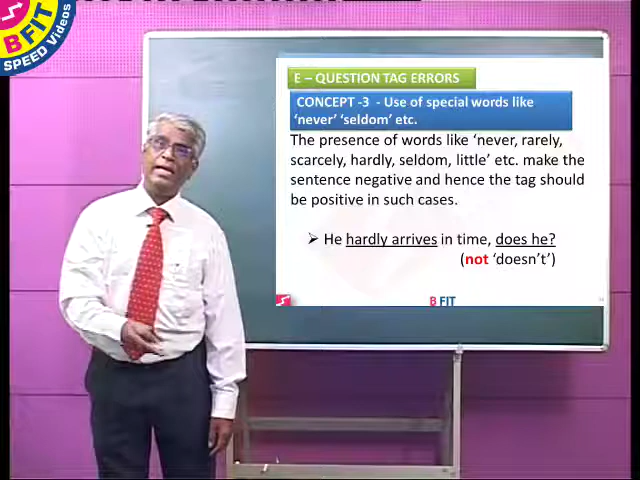 B FIT
SPEED Videos
E – QUESTION TAG ERRORS
CONCEPT -3 - Use of special words like
‘never’ ‘seldom’ etc.
The presence of words like ‘never, rarely,
scarcely, hardly, seldom, little’ etc. make the
sentence negative and hence the tag should
be positive in such cases.
➢ He hardly arrives in time, does he?
(not ‘doesn’t’)
B FIT